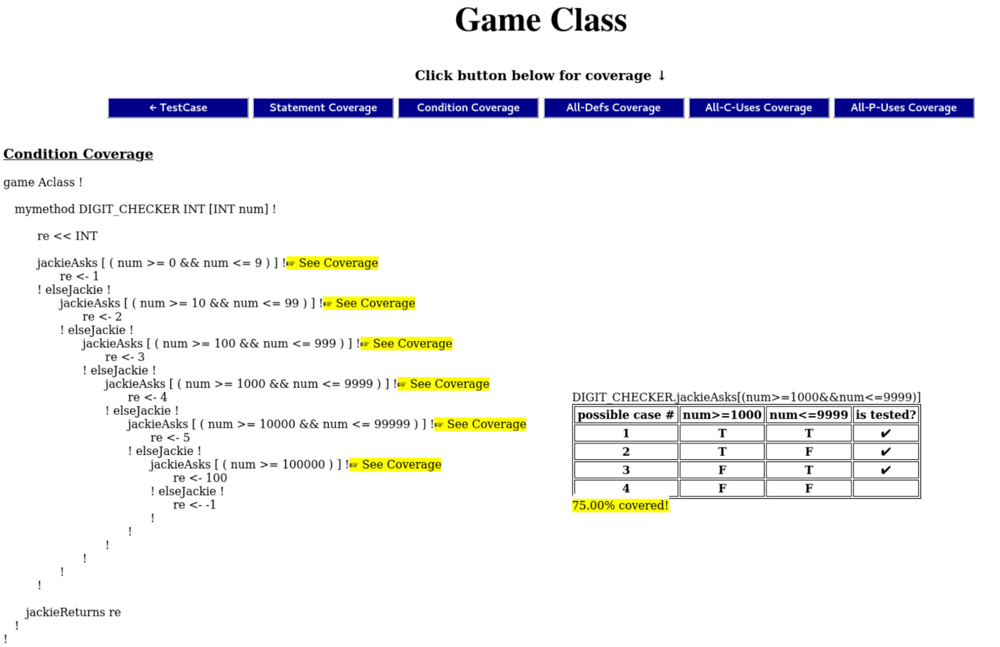 Game Class
Click button below for coverage ↓
← TestCase
Statement Coverage
Condition Coverage
All-Defs Coverage
All-C-Uses Coverage
All-P-Uses Coverage
Condition Coverage
game Aclass !
mymethod DIGIT_CHECKER INT [INT num] !
re << INT
jackieAsks [ ( num >= 0 && num <= 9 ) ] !☞ See Coverage
re <- 1
! elseJackie !
jackieAsks [ ( num >= 10 && num <= 99 ) ] !☞ See Coverage
re <- 2
! elseJackie !
jackieAsks [ ( num >= 100 && num <= 999 ) ] !☞ See Coverage
re <- 3
! elseJackie !
jackieAsks [ ( num >= 1000 && num <= 9999 ) ] !☞ See Coverage
re <- 4
! elseJackie !
jackieAsks [ ( num >= 10000 && num <= 99999 ) ] !☞ See Coverage
re <- 5
! elseJackie !
jackieAsks [ ( num >= 100000 ) ] !☞ See Coverage
re <- 100
! elseJackie !
re <- -1
!
!
!
!
!
!
jackieReturns re
!
!
DIGIT_CHECKER.jackieAsks[(num>=1000&&num<=9999)]
possible case # num>=1000 num<=9999 is tested?
1 T T ✔
2 T F ✔
3 F T ✔
4 F F
75.00% covered!